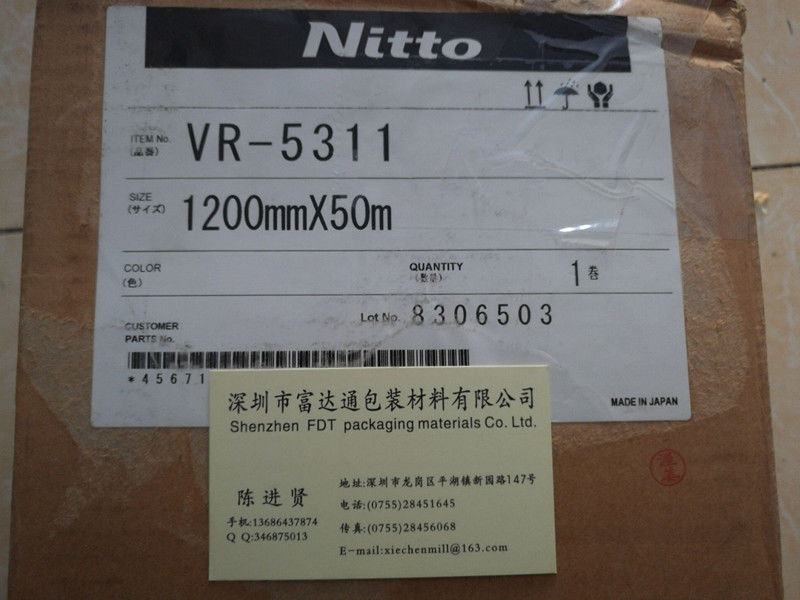 Nitto
ITEM No. VR-5311
(品番)
SIZE 1200mmX50m
(サイズ)
COLOR
(色)
QUANTITY 1巻
(数量)
Lot No. 8306503
CUSTOMER
PARTS No.
*45671
MADE IN JAPAN
深圳市富达通包装材料有限公司
Shenzhen FDT packaging materials Co. Ltd.
陈进贤
手机:13686437874
Q Q:346875013
地址:深圳市龙岗区平湖镇新园路147号
电话:(0755)28451645
传真:(0755)28456068
E-mail:xiechenmill@163.com